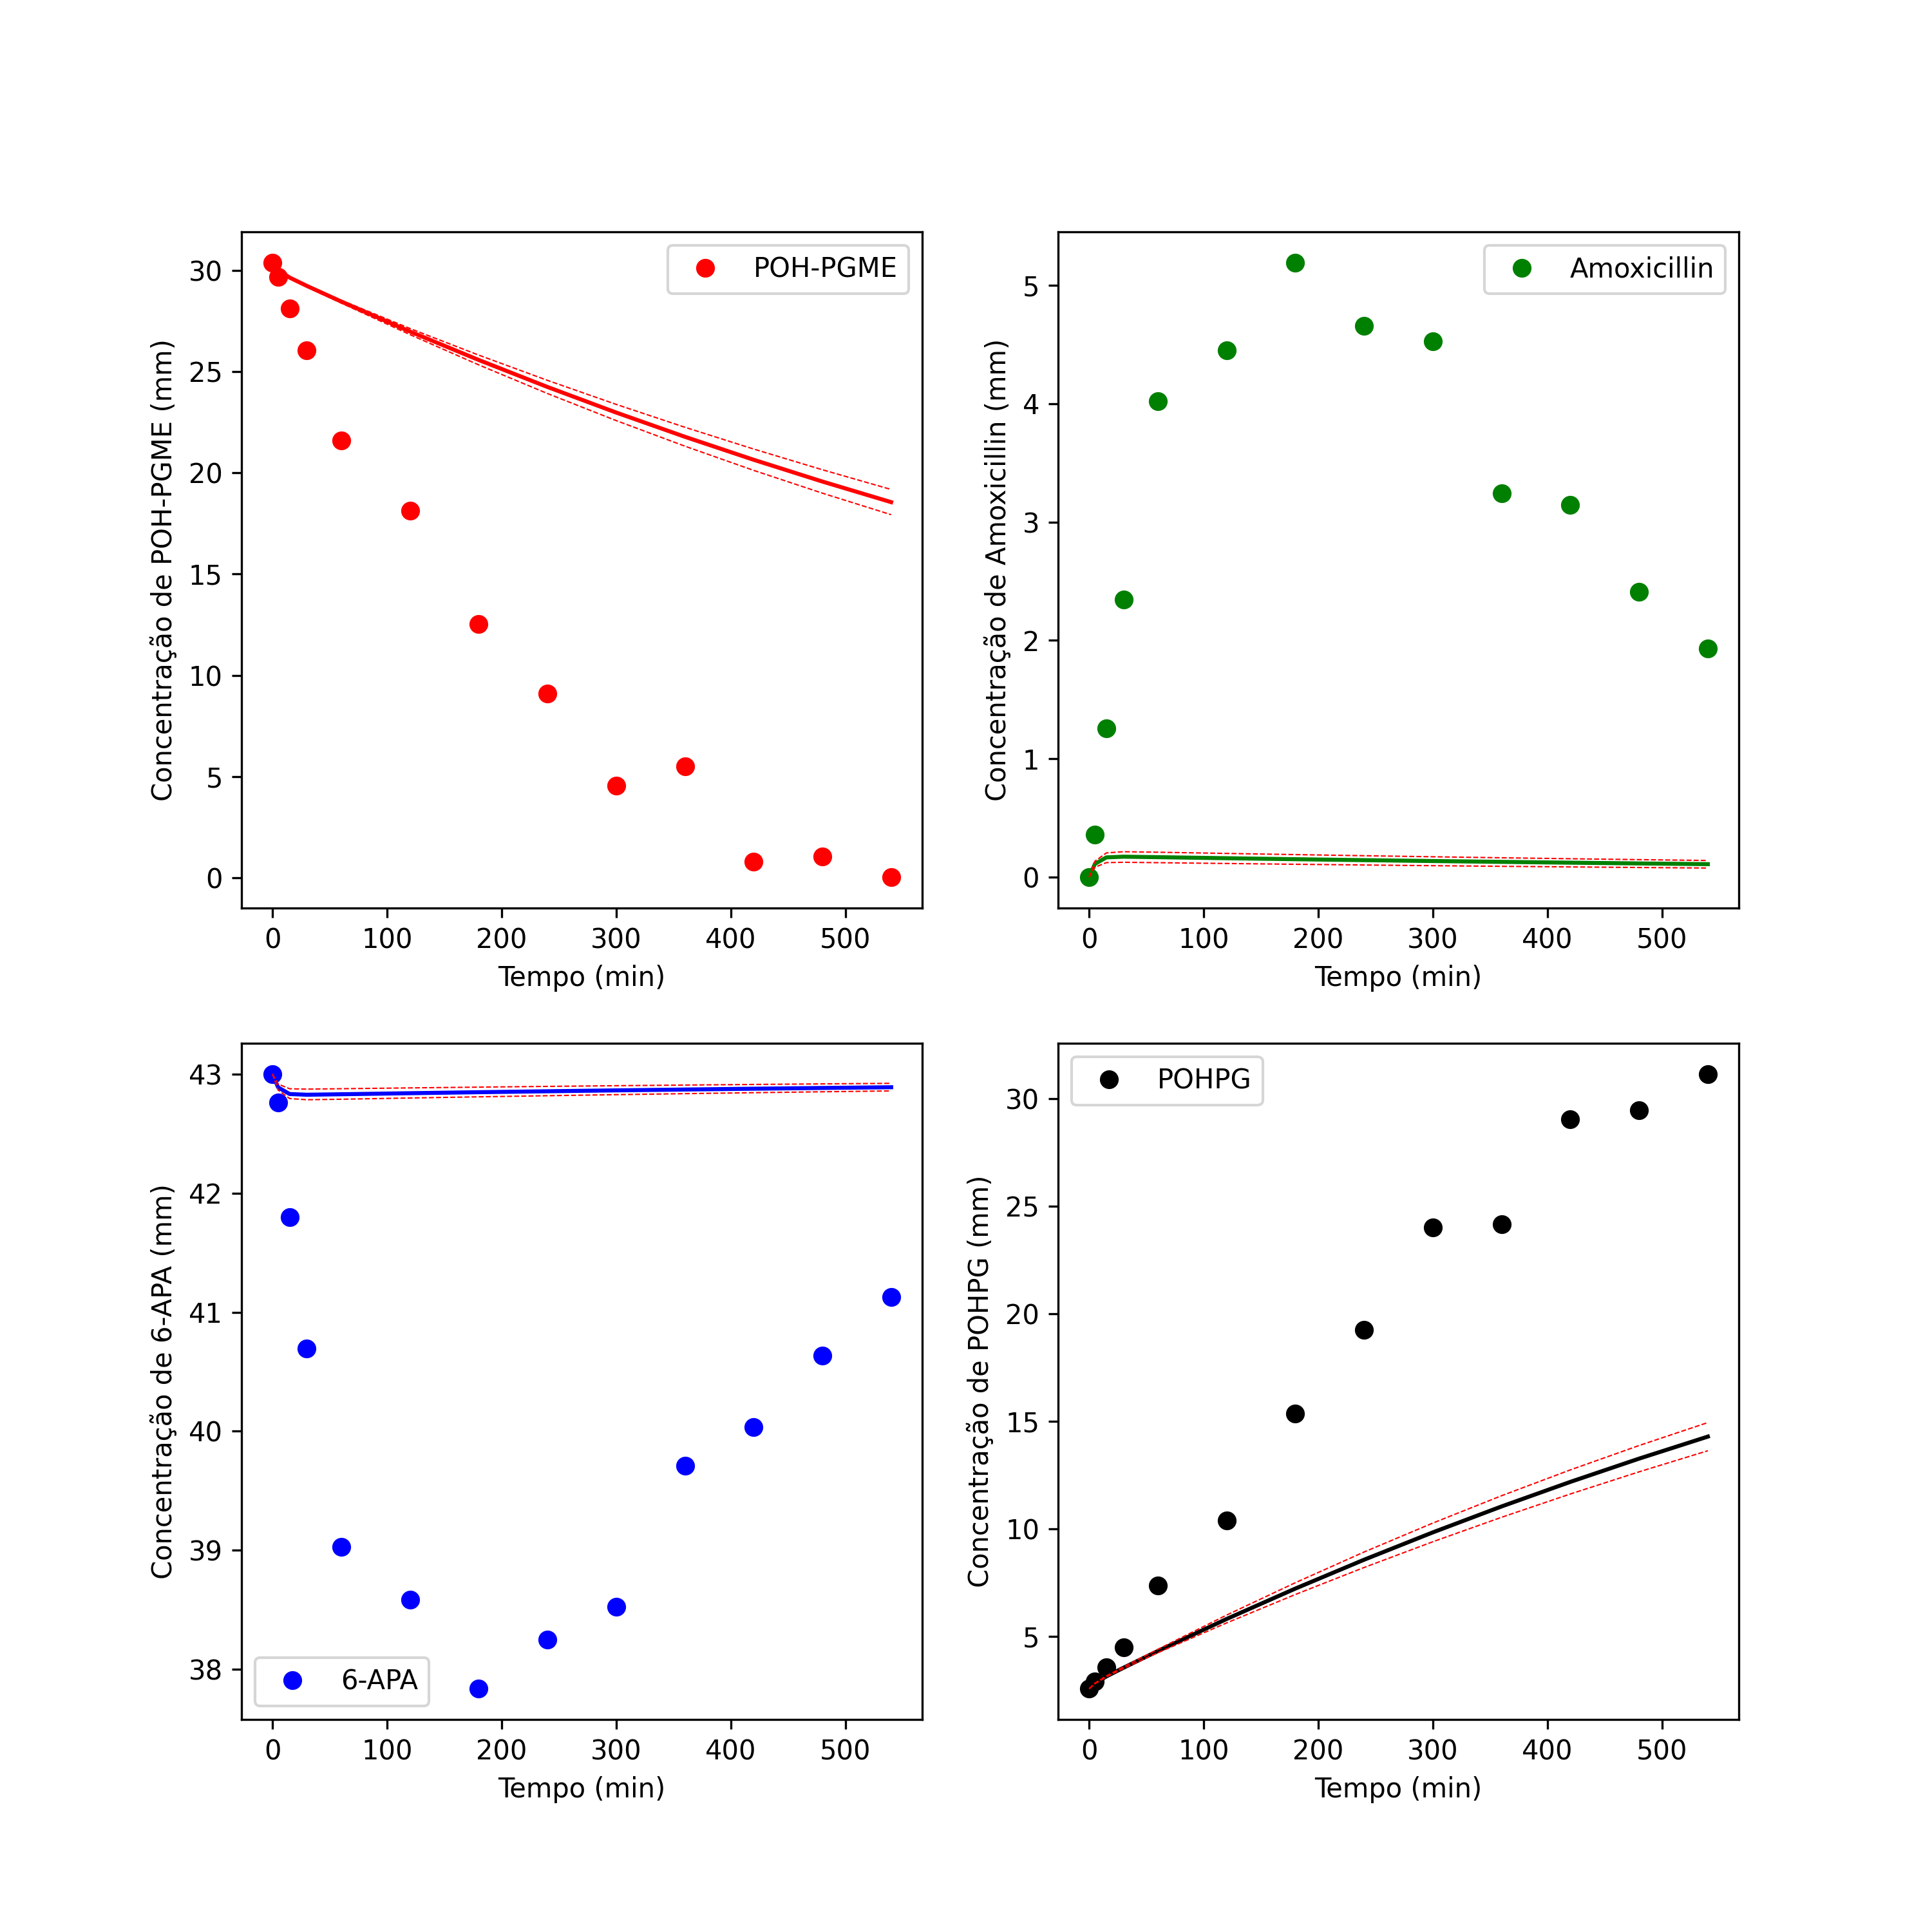 POH-PGME
Concentração de POH-PGME (mm)
30
25
20
15
10
5
0
0 100 200 300 400 500
Tempo (min)
Amoxicillin
Concentração de Amoxicillin (mm)
5
4
3
2
1
0
0 100 200 300 400 500
Tempo (min)
6-APA
Concentração de 6-APA (mm)
43
42
41
40
39
38
0 100 200 300 400 500
Tempo (min)
POHPG
Concentração de POHPG (mm)
30
25
20
15
10
5
0 100 200 300 400 500
Tempo (min)